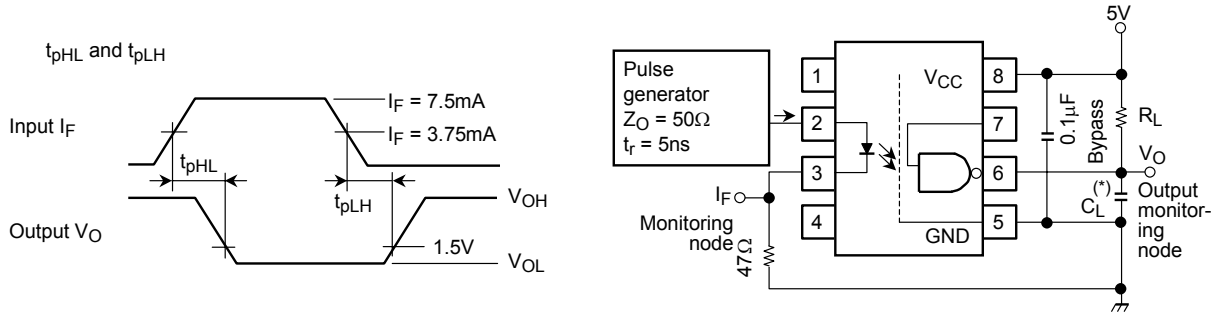 tpHL and tpLH
Input IF
IF = 7.5mA
IF = 3.75mA
tpHL
tpLH
Output VO
VOH
1.5V
VOL
5V
Pulse
generator
ZO = 50Ω
tr = 5ns
1
2
3
4
VCC
GND
8
7
6
5
0.1μF
Bypass
RL
VO
(*)
CL
Output
monitor-
ing
node
IF
Monitoring
node
47Ω